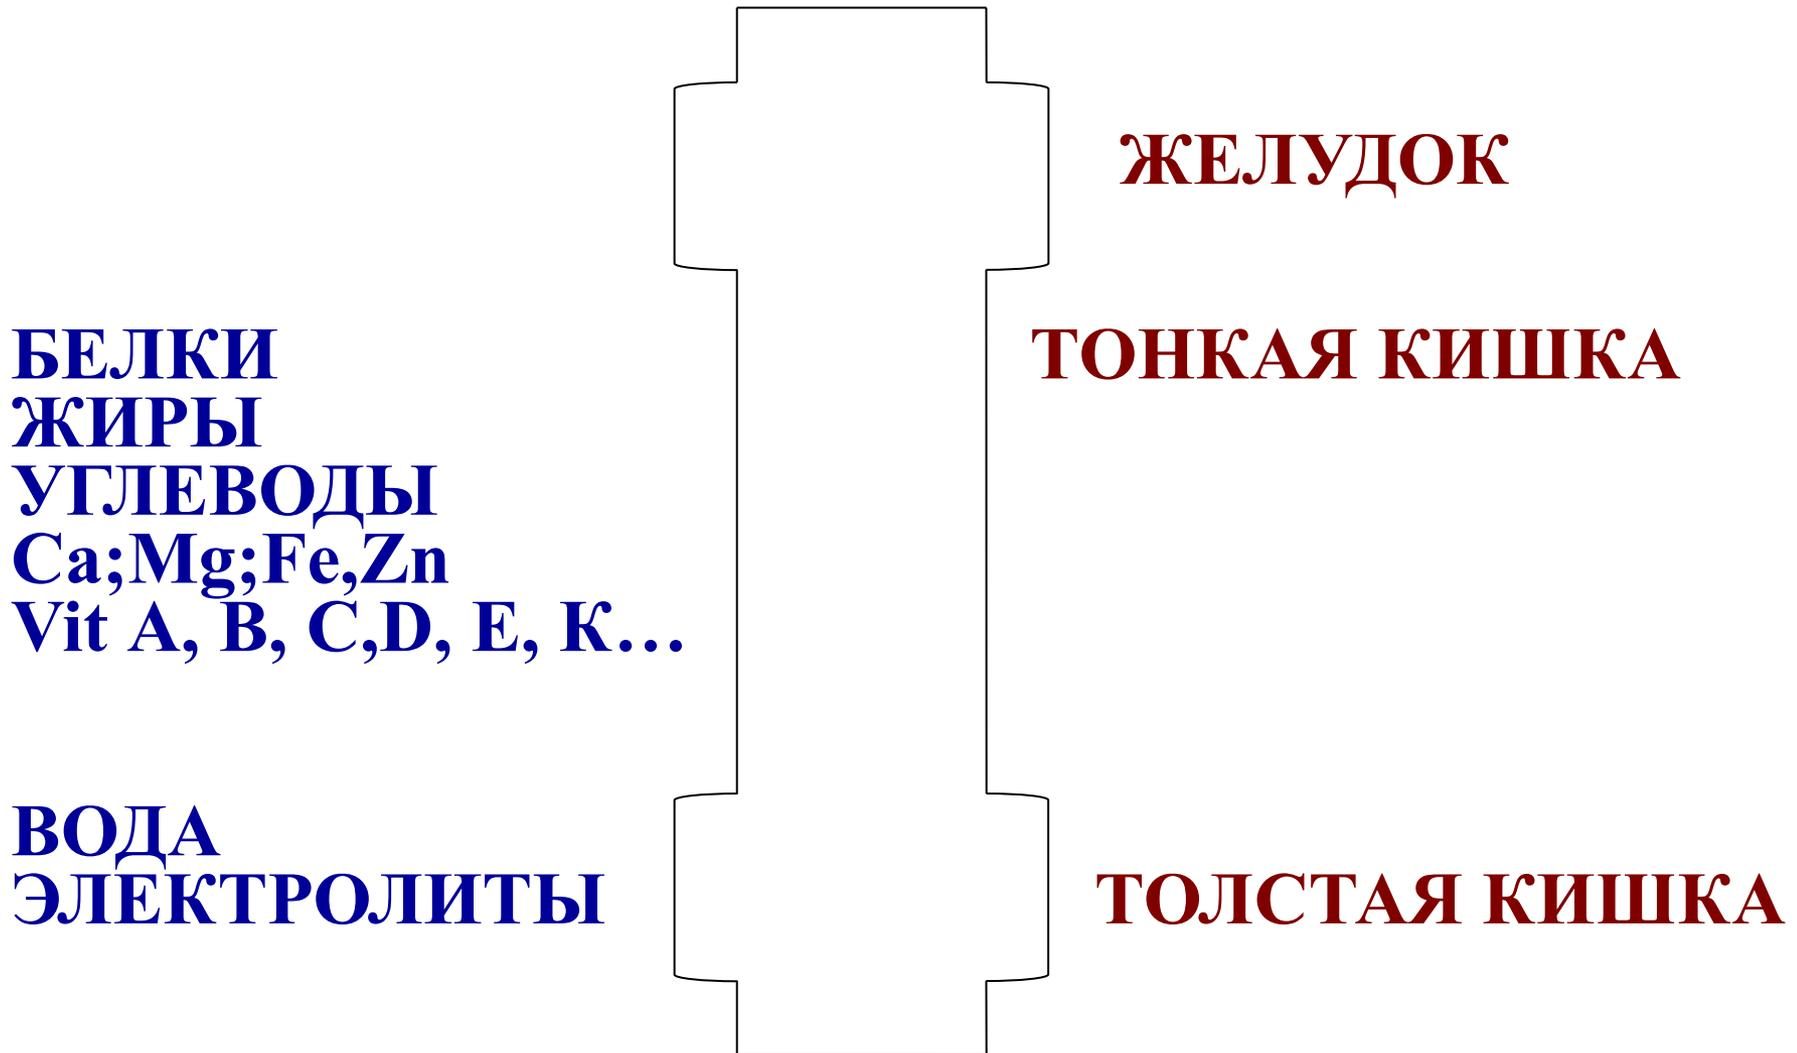 ЖЕЛУДОК
БЕЛКИ
ТОНКАЯ КИШКА
ЖИРЫ
УГЛЕВОДЫ
Ca;Mg;Fe,Zn
Vit A, B, C,D, E, K…
ВОДА
ЭЛЕКТРОЛИТЫ
ТОЛСТАЯ КИШКА